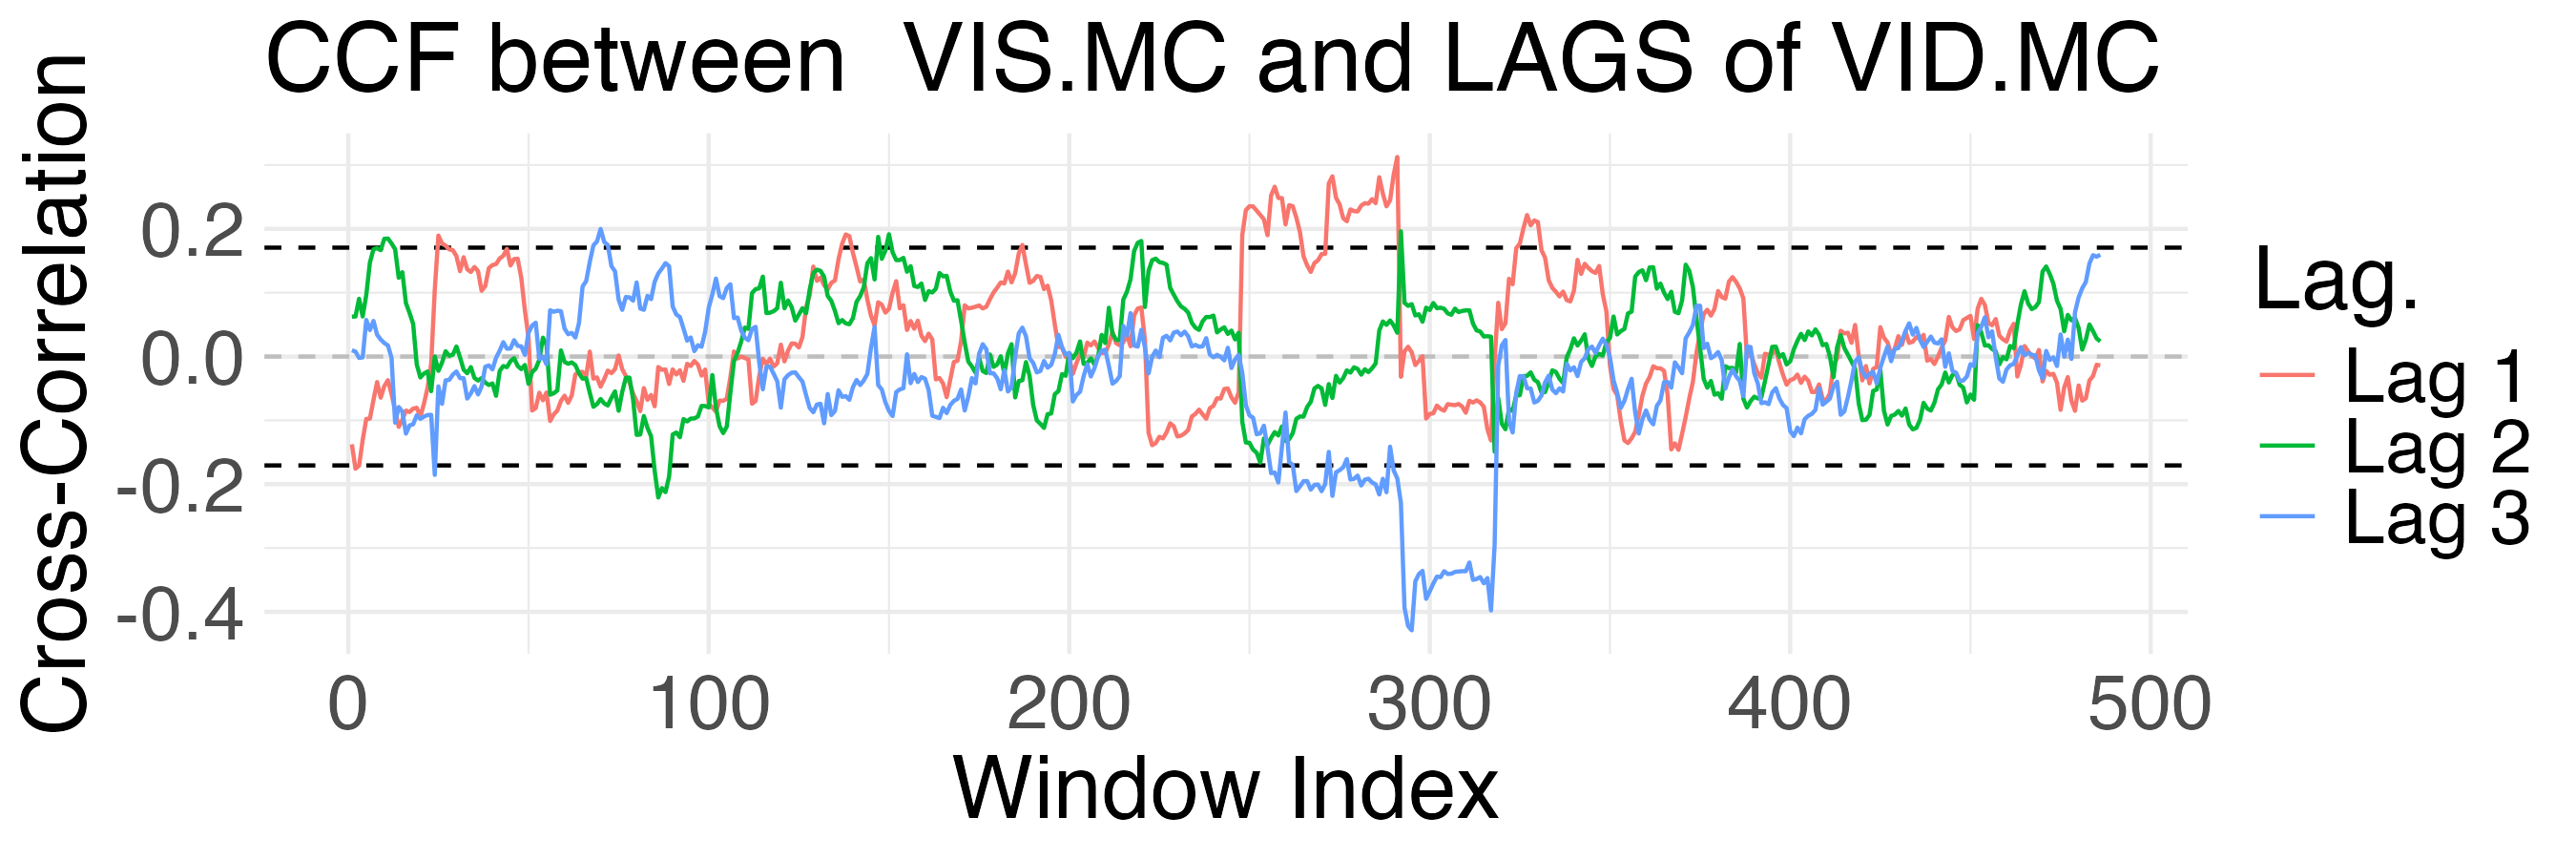 CCF between  VIS.MC and LAGS of VID.MC
Cross-Correlation
0.2
0.0
-0.2
-0.4
0
100
200
300
400
500
Window Index
Lag.
Lag 1
Lag 2
Lag 3